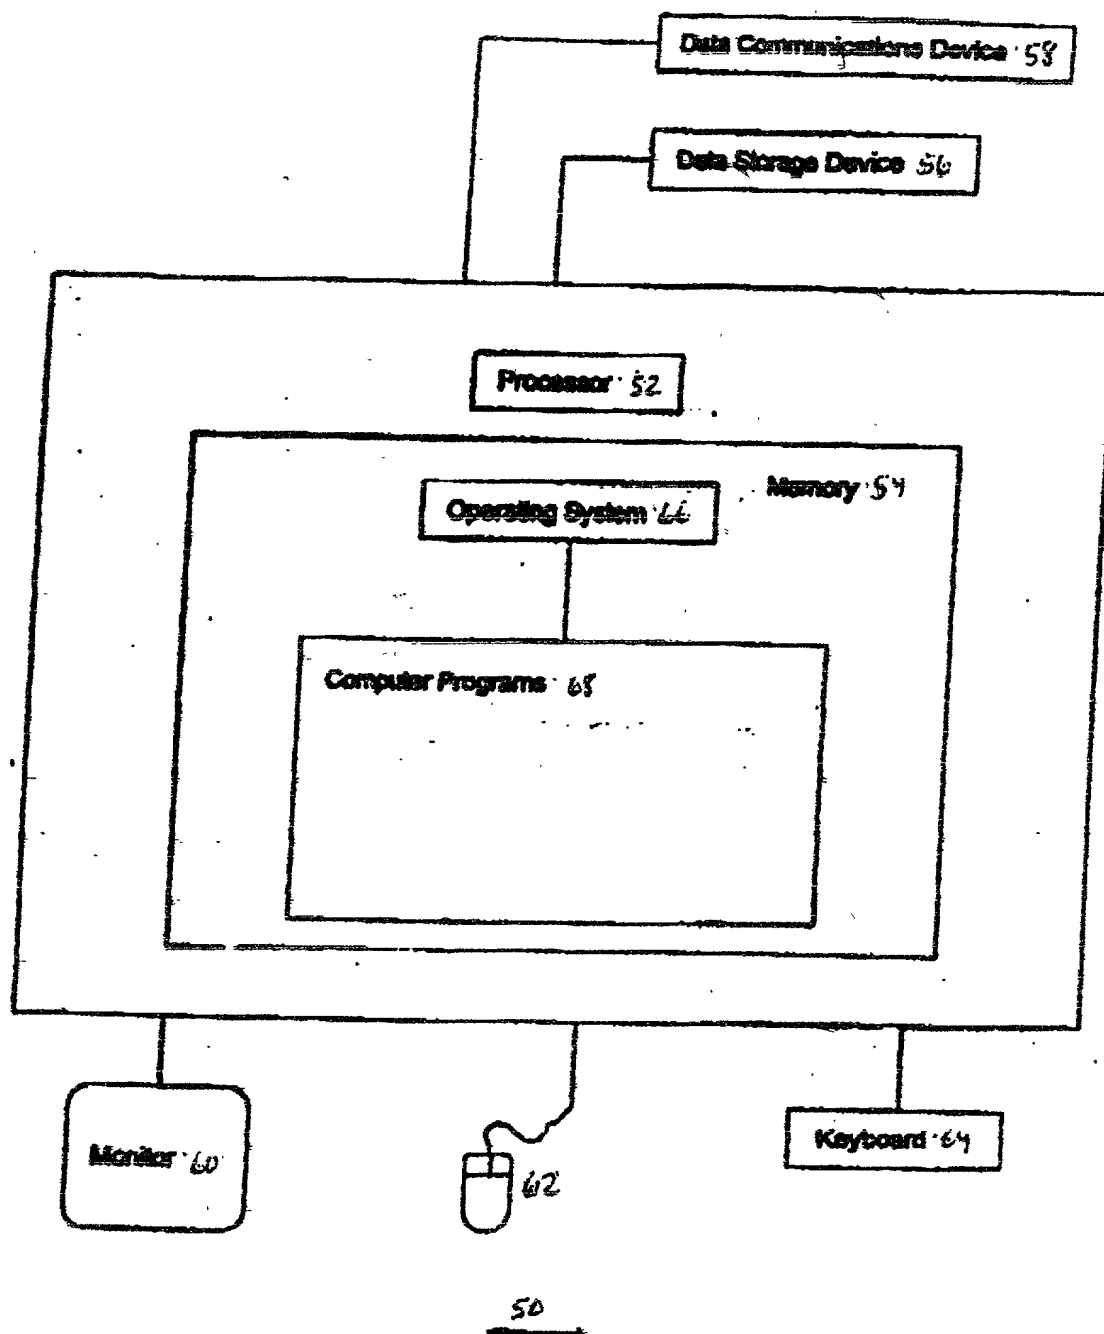 Data Communications Device 58
Data Storage Device 56
Processor 52
Memory 54
Operating System 66
Computer Programs 68
Monitor 60
62
Keyboard 64
50